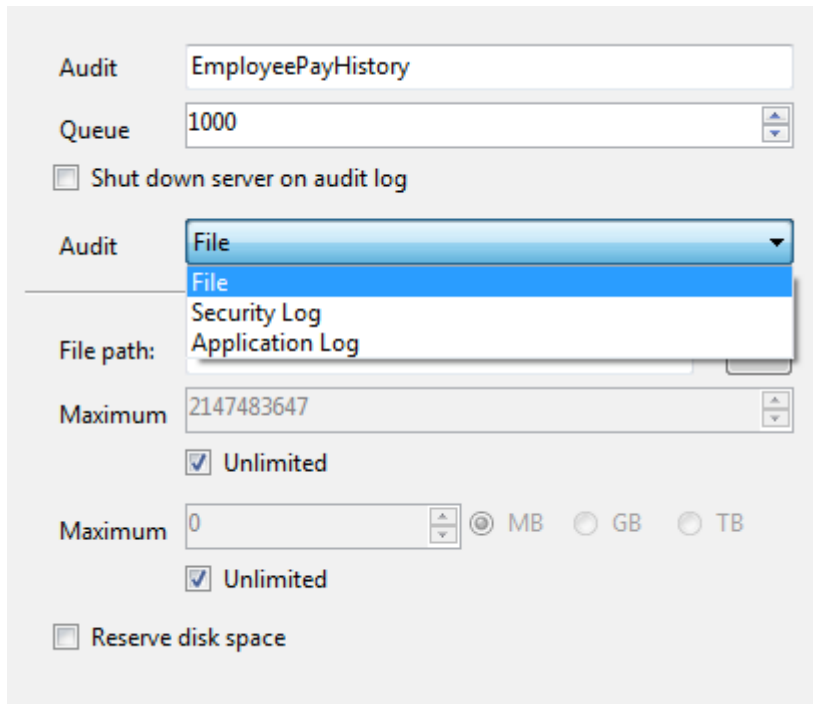 Audit EmployeePayHistory
Queue 1000
Shut down server on audit log
Audit File
File
Security Log
Application Log
File path:
Maximum 2147483647
Unlimited
Maximum 0 MB GB TB
Unlimited
Reserve disk space